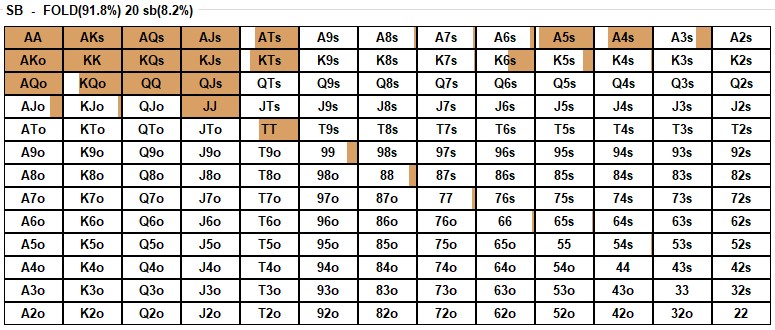 SB - FOLD(91.8%) 20 sb(8.2%)
AA AKs AQs AJs ATs A9s A8s A7s A6s A5s A4s A3s A2s
AKo KK KQs KJs KTs K9s K8s K7s K6s K5s K4s K3s K2s
AQo KQo QQ QJs QTs Q9s Q8s Q7s Q6s Q5s Q4s Q3s Q2s
AJo KJo QJo JJ JTs J9s J8s J7s J6s J5s J4s J3s J2s
ATo KTo QTo JTo TT T9s T8s T7s T6s T5s T4s T3s T2s
A9o K9o Q9o J9o T9o 99 98s 97s 96s 95s 94s 93s 92s
A8o K8o Q8o J8o T8o 98o 88 87s 86s 85s 84s 83s 82s
A7o K7o Q7o J7o T7o 97o 87o 77 76s 75s 74s 73s 72s
A6o K6o Q6o J6o T6o 96o 86o 76o 66 65s 64s 63s 62s
A5o K5o Q5o J5o T5o 95o 85o 75o 65o 55 54s 53s 52s
A4o K4o Q4o J4o T4o 94o 84o 74o 64o 54o 44 43s 42s
A3o K3o Q3o J3o T3o 93o 83o 73o 63o 53o 43o 33 32s
A2o K2o Q2o J2o T2o 92o 82o 72o 62o 52o 42o 32o 22